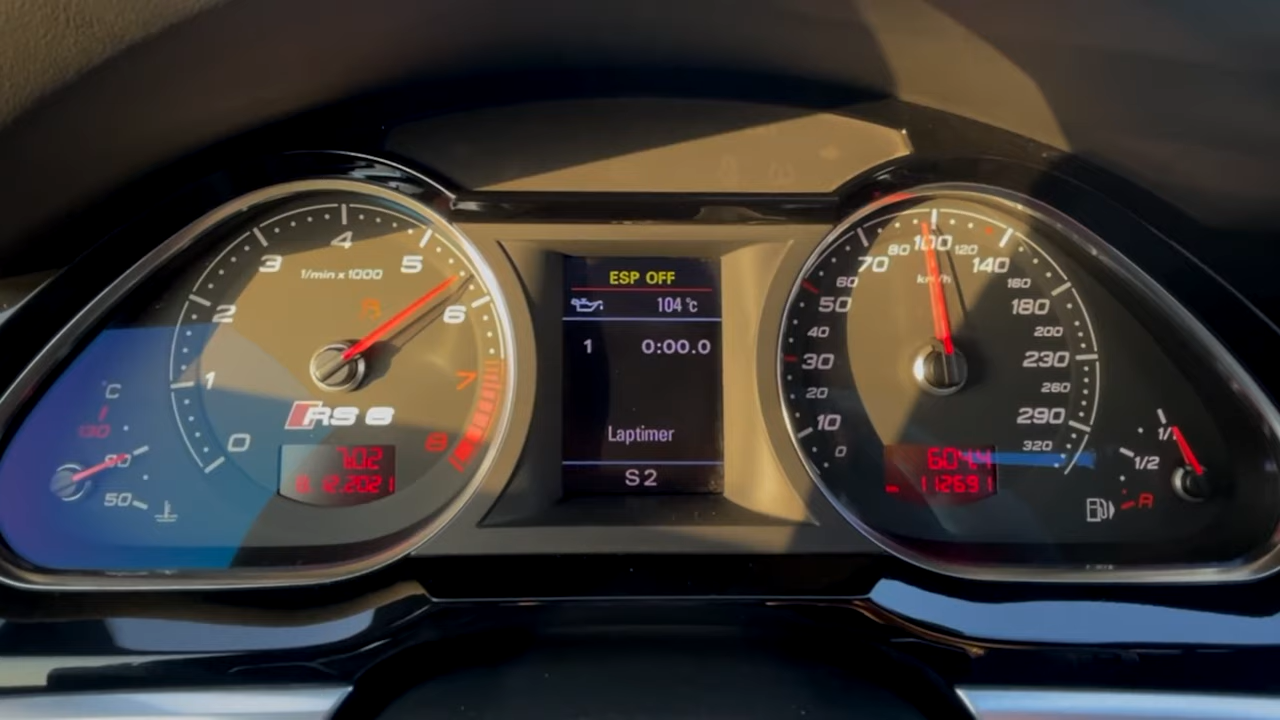 4
3
5
1/min x 1000
2
6
1
7
RS 6
0
8
7:02
12.2021
°C
130
90
50
ESP OFF
104°C
1 0:00.0
Laptimer
S2
80 100 120
70 140
km/h
60 160
50 180
40 200
30 230
20 260
10 290
0 320
604.4
112691
1/1
1/2
R